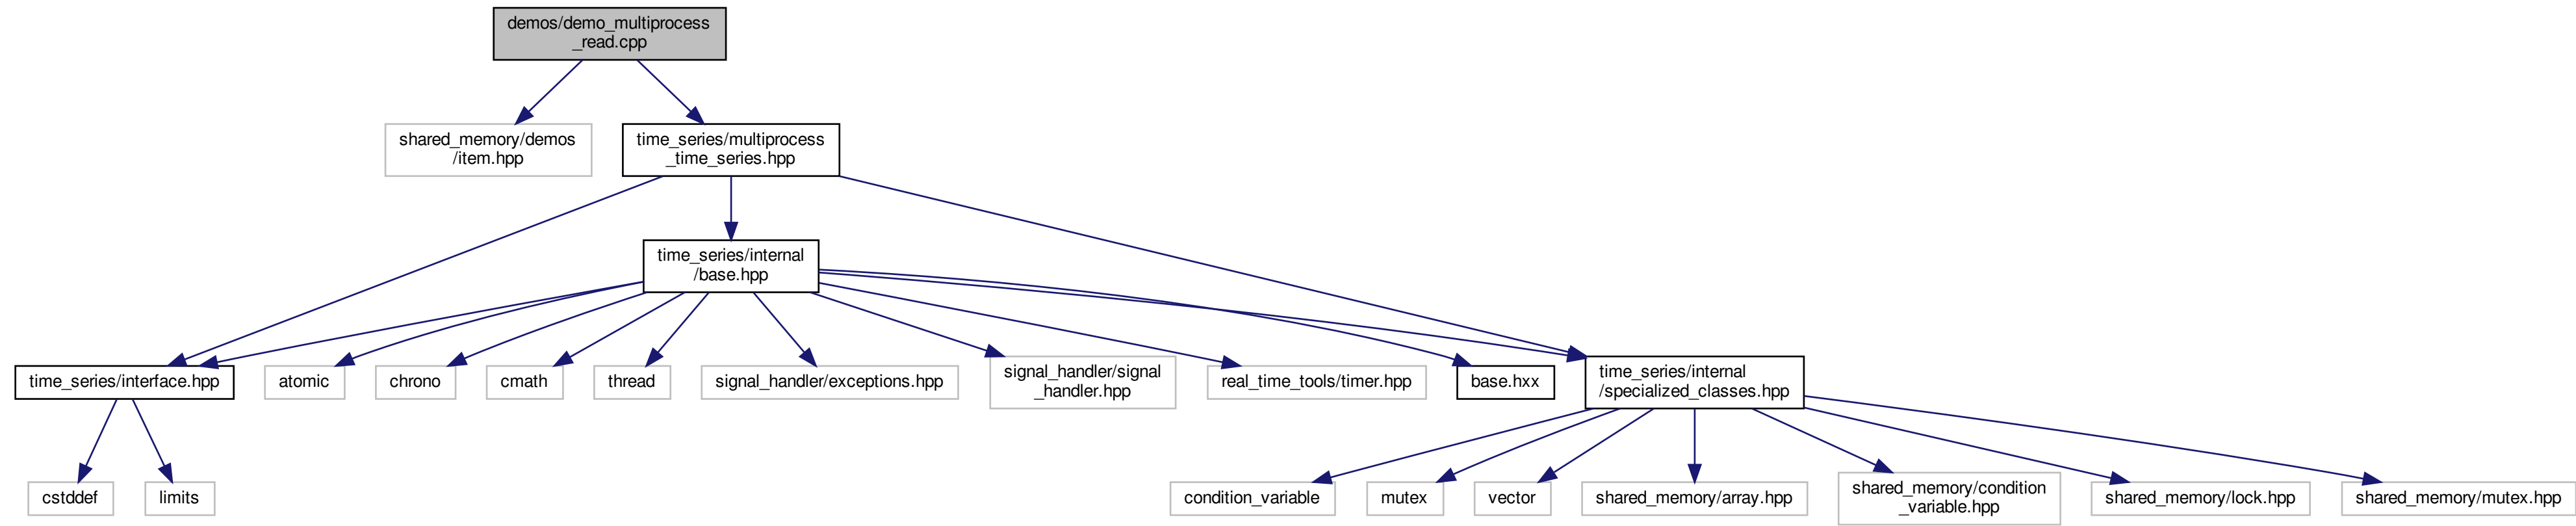 demos/demo_multiprocess
_read.cpp
shared_memory/demos
/item.hpp
time_series/multiprocess
_time_series.hpp
time_series/internal
/base.hpp
time_series/interface.hpp
atomic
chrono
cmath
thread
signal_handler/exceptions.hpp
signal_handler/signal
_handler.hpp
real_time_tools/timer.hpp
base.hxx
time_series/internal
/specialized_classes.hpp
cstddef
limits
condition_variable
mutex
vector
shared_memory/array.hpp
shared_memory/condition
_variable.hpp
shared_memory/lock.hpp
shared_memory/mutex.hpp